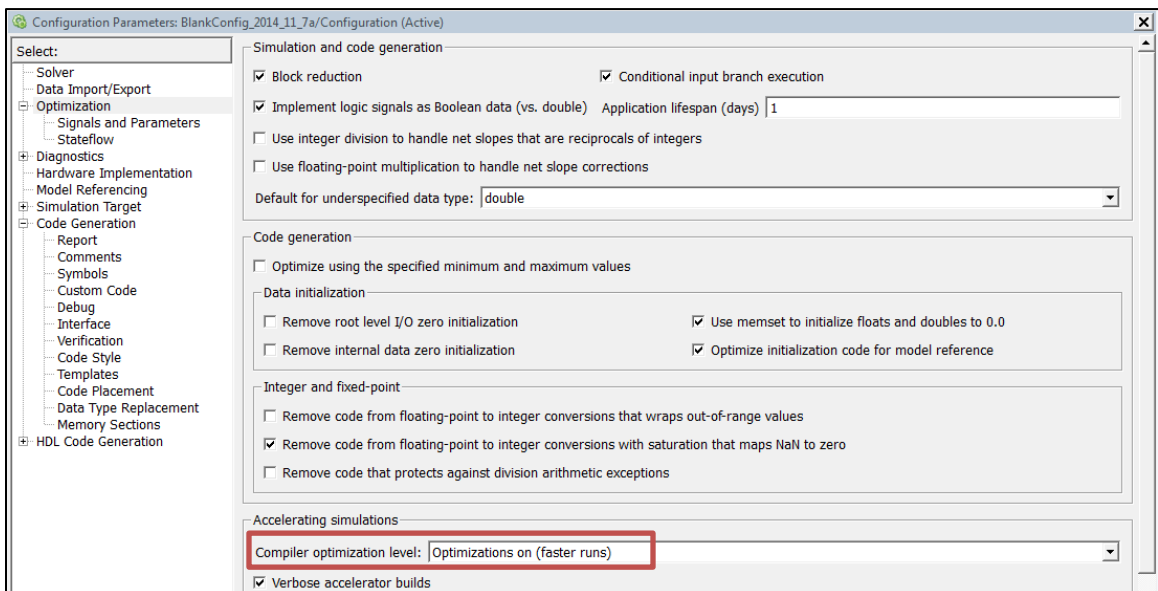 Configuration Parameters: BlankConfig_2014_11_7a/Configuration (Active)
Select:
Solver
Data Import/Export
Optimization
Signals and Parameters
Stateflow
Diagnostics
Hardware Implementation
Model Referencing
Simulation Target
Code Generation
Report
Comments
Symbols
Custom Code
Debug
Interface
Verification
Code Style
Templates
Code Placement
Data Type Replacement
Memory Sections
HDL Code Generation
Simulation and code generation
Block reduction
Conditional input branch execution
Implement logic signals as Boolean data (vs. double)
Application lifespan (days) 1
Use integer division to handle net slopes that are reciprocals of integers
Use floating-point multiplication to handle net slope corrections
Default for underspecified data type: double
Code generation
Optimize using the specified minimum and maximum values
Data initialization
Remove root level I/O zero initialization
Use memset to initialize floats and doubles to 0.0
Remove internal data zero initialization
Optimize initialization code for model reference
Integer and fixed-point
Remove code from floating-point to integer conversions that wraps out-of-range values
Remove code from floating-point to integer conversions with saturation that maps NaN to zero
Remove code that protects against division arithmetic exceptions
Accelerating simulations
Compiler optimization level: Optimizations on (faster runs)
Verbose accelerator builds